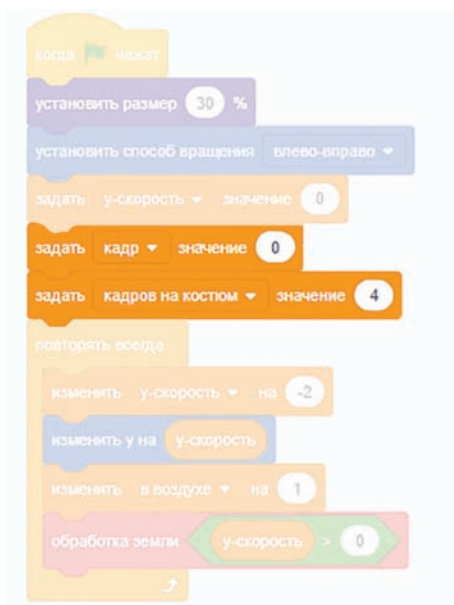 когда нажат
установить размер 30 %
установить способ вращения влево-вправо
задать y-скорость значение 0
задать кадр значение 0
задать кадров на костюм значение 4
повторять всегда
изменить y-скорость на -2
изменить y на y-скорость
изменить в воздухе на 1
обработка земли y-скорость > 0